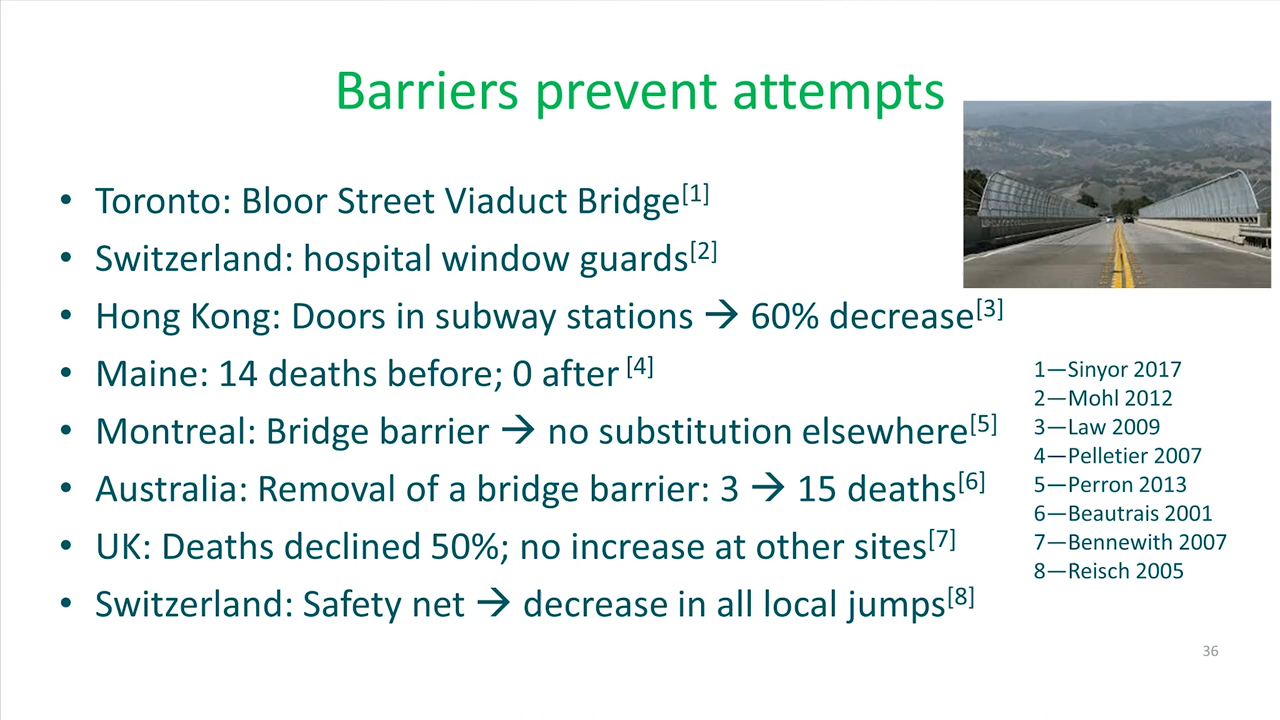 Barriers prevent attempts
• Toronto: Bloor Street Viaduct Bridge[1]
• Switzerland: hospital window guards[2]
• Hong Kong: Doors in subway stations → 60% decrease[3]
• Maine: 14 deaths before; 0 after [4]
• Montreal: Bridge barrier → no substitution elsewhere[5]
• Australia: Removal of a bridge barrier: 3 → 15 deaths[6]
• UK: Deaths declined 50%; no increase at other sites[7]
• Switzerland: Safety net → decrease in all local jumps[8]
1—Sinyor 2017
2—Mohl 2012
3—Law 2009
4—Pelletier 2007
5—Perron 2013
6—Beautrais 2001
7—Bennewith 2007
8—Reisch 2005
36